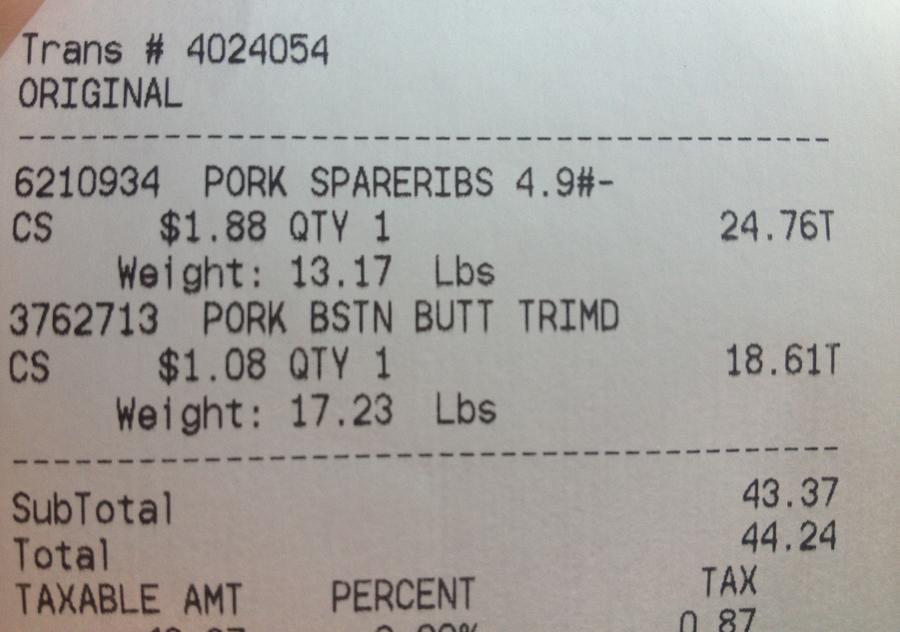 Trans # 4024054
ORIGINAL
----------------------------------------
6210934 PORK SPARERIBS 4.9#-
CS $1.88 QTY 1 24.76T
Weight: 13.17 Lbs
3762713 PORK BSTN BUTT TRIMD
CS $1.08 QTY 1 18.61T
Weight: 17.23 Lbs
----------------------------------------
SubTotal 43.37
Total 44.24
TAXABLE AMT PERCENT TAX
0.87